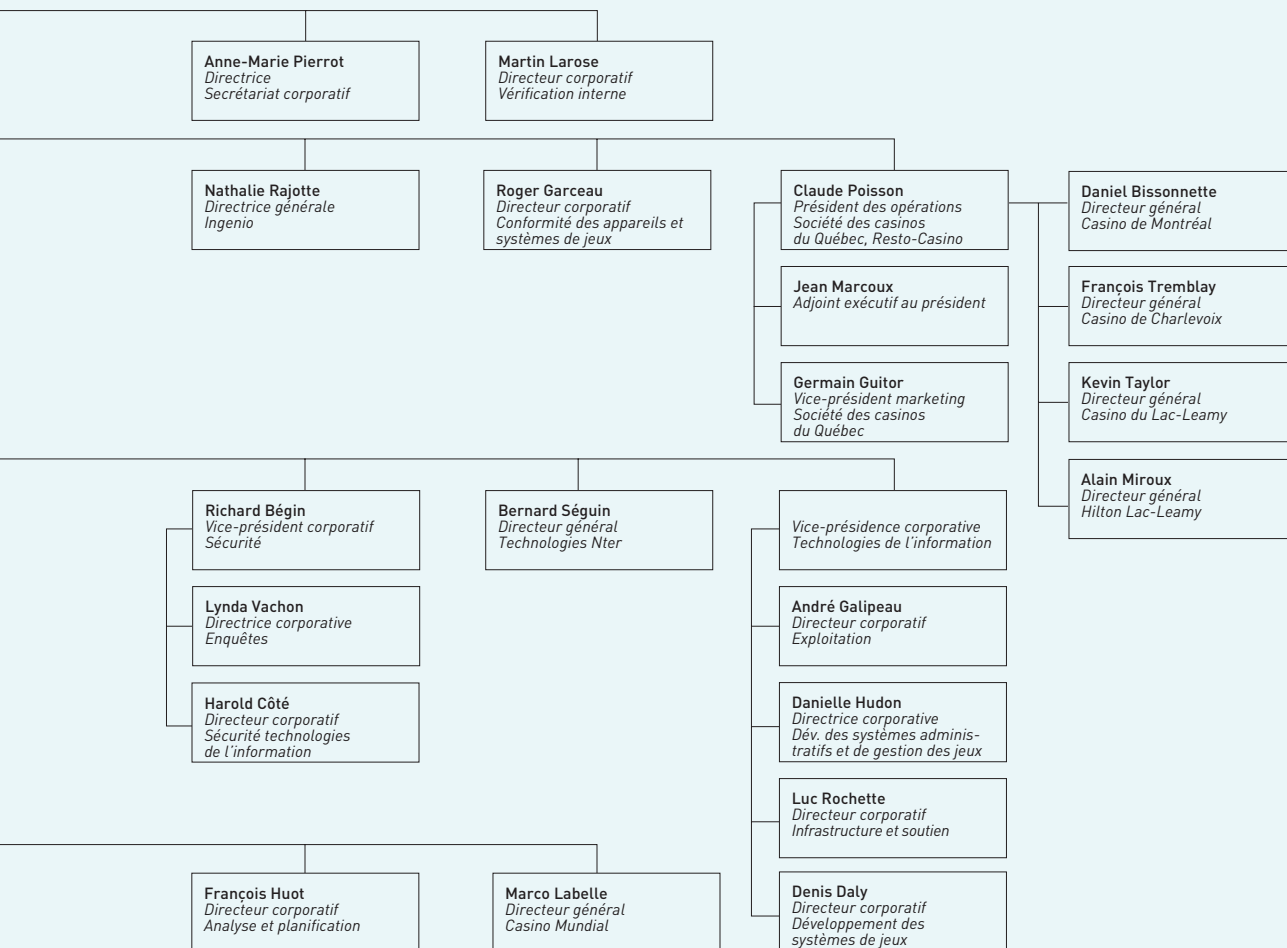 Anne-Marie Pierrot
Directrice
Secrétariat corporatif
Martin Larose
Directeur corporatif
Vérification interne
Nathalie Rajotte
Directrice générale
Ingenio
Roger Garceau
Directeur corporatif
Conformité des appareils et
systèmes de jeux
Claude Poisson
Président des opérations
Société des casinos
du Québec, Resto-Casino
Jean Marcoux
Adjoint exécutif au président
Germain Guitor
Vice-président marketing
Société des casinos
du Québec
Daniel Bissonnette
Directeur général
Casino de Montréal
François Tremblay
Directeur général
Casino de Charlevoix
Kevin Taylor
Directeur général
Casino du Lac-Leamy
Alain Miroux
Directeur général
Hilton Lac-Leamy
Richard Bégin
Vice-président corporatif
Sécurité
Lynda Vachon
Directrice corporative
Enquêtes
Harold Côté
Directeur corporatif
Sécurité technologies
de l'information
Bernard Séguin
Directeur général
Technologies Nter
Vice-présidence corporative
Technologies de l'information
André Galipeau
Directeur corporatif
Exploitation
Danielle Hudon
Directrice corporative
Dév. des systèmes adminis-
tratifs et de gestion des jeux
Luc Rochette
Directeur corporatif
Infrastructure et soutien
Denis Daly
Directeur corporatif
Développement des
systèmes de jeux
François Huot
Directeur corporatif
Analyse et planification
Marco Labelle
Directeur général
Casino Mundial